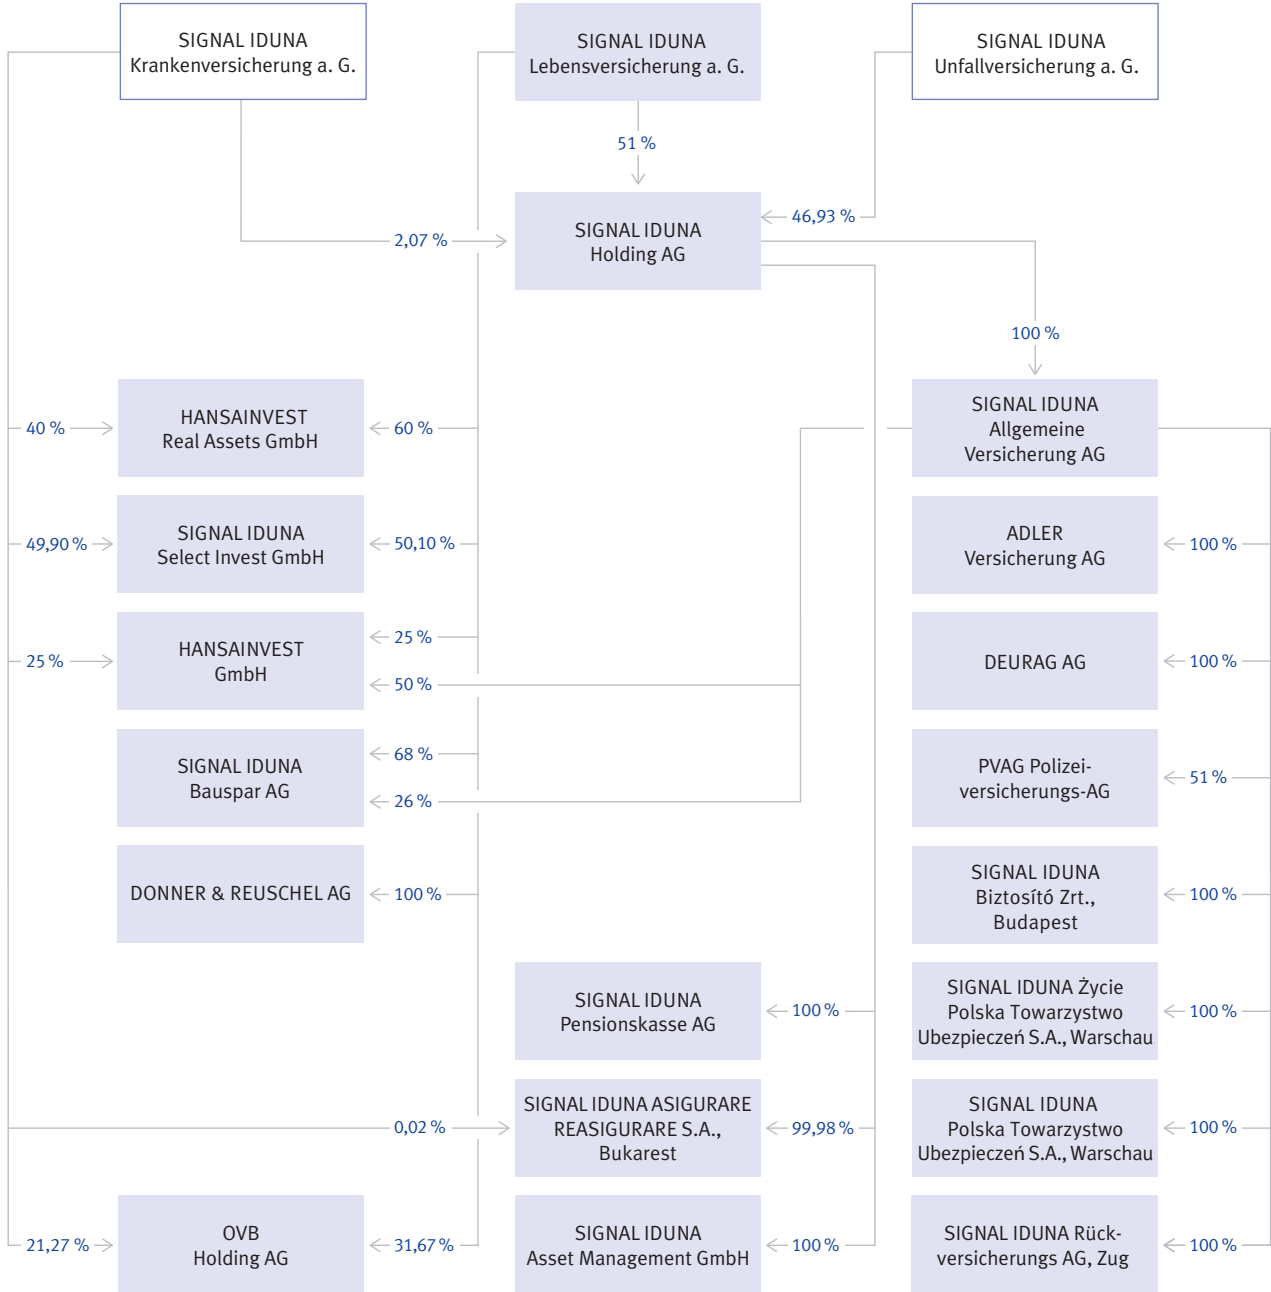 SIGNAL IDUNA
Krankenversicherung a. G.
SIGNAL IDUNA
Lebensversicherung a. G.
SIGNAL IDUNA
Unfallversicherung a. G.
51 %
46,93 %
2,07 %
SIGNAL IDUNA
Holding AG
100 %
40 %
HANSAINVEST
Real Assets GmbH
60 %
SIGNAL IDUNA
Allgemeine
Versicherung AG
49,90 %
SIGNAL IDUNA
Select Invest GmbH
50,10 %
ADLER
Versicherung AG
100 %
25 %
HANSAINVEST
GmbH
25 %
50 %
DEURAG AG
100 %
SIGNAL IDUNA
Bauspar AG
68 %
26 %
PVAG Polizei-
versicherungs-AG
51 %
DONNER & REUSCHEL AG
100 %
SIGNAL IDUNA
Biztosító Zrt.,
Budapest
100 %
SIGNAL IDUNA
Pensionskasse AG
100 %
SIGNAL IDUNA Życie
Polska Towarzystwo
Ubezpieczeń S.A., Warschau
100 %
0,02 %
SIGNAL IDUNA ASIGURARE
REASIGURARE S.A.,
Bukarest
99,98 %
SIGNAL IDUNA
Polska Towarzystwo
Ubezpieczeń S.A., Warschau
100 %
21,27 %
OVB
Holding AG
31,67 %
SIGNAL IDUNA
Asset Management GmbH
100 %
SIGNAL IDUNA Rück-
versicherungs AG, Zug
100 %